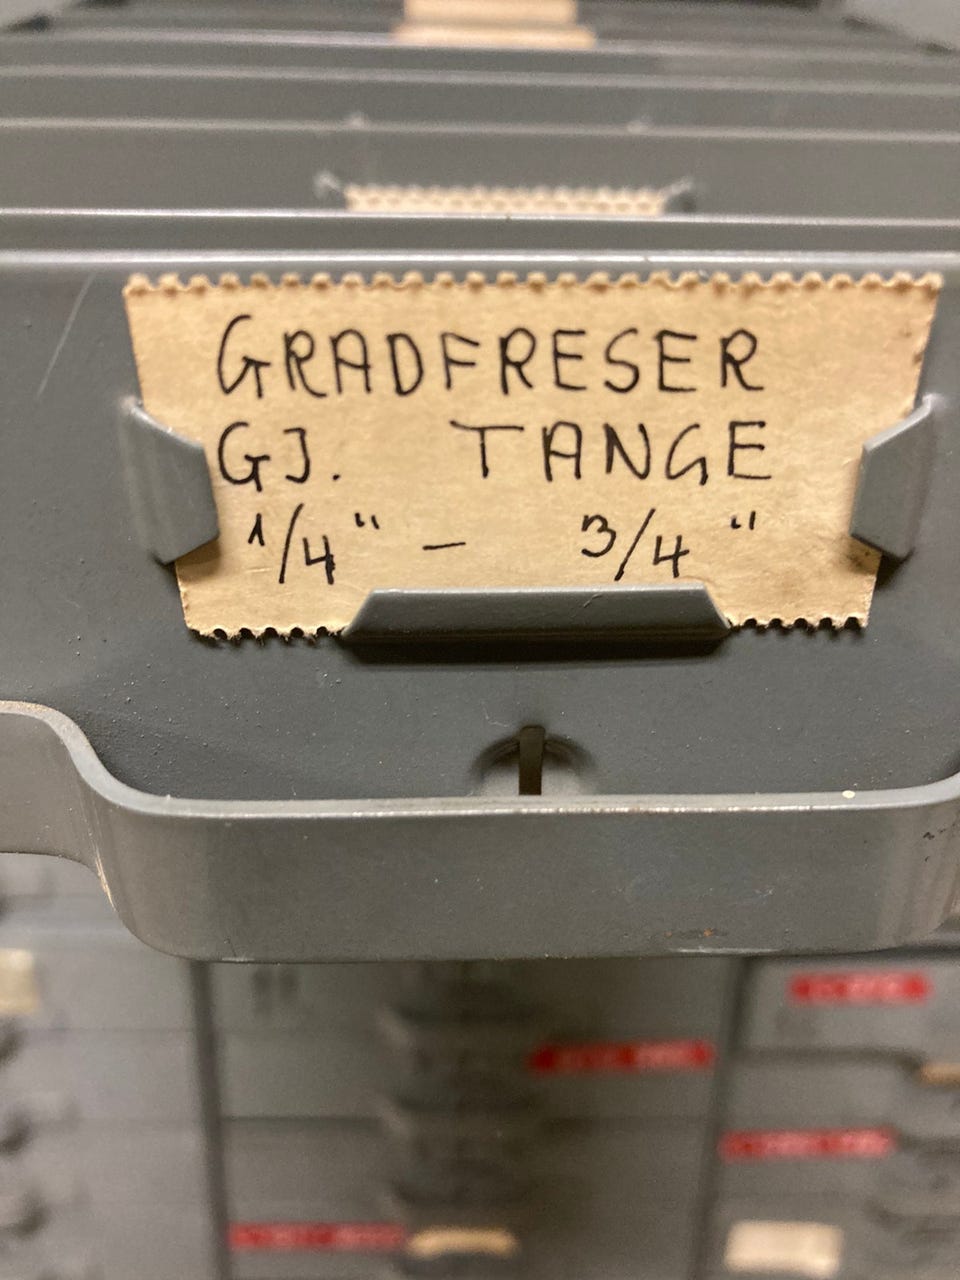 GRADFRESER
GJ. TANGE
1/4" - 3/4"